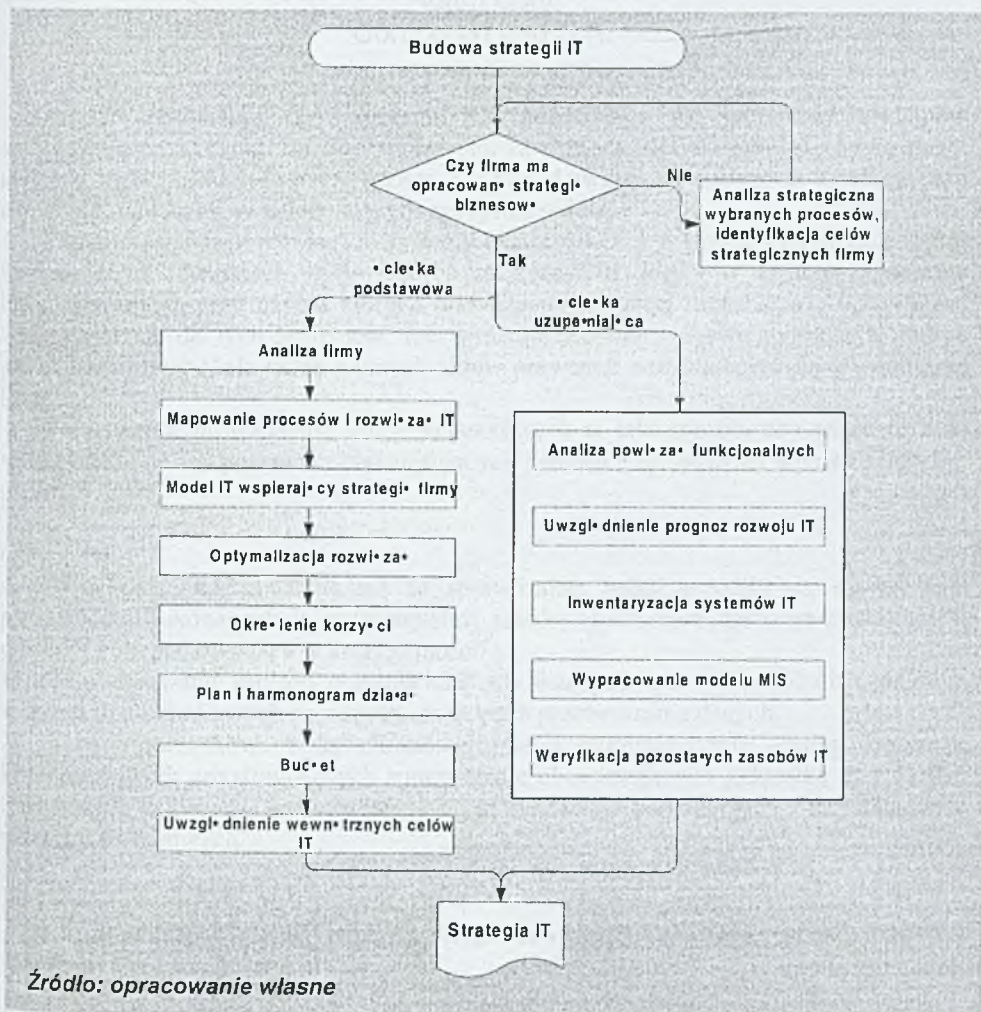 Budowa strategii IT
Czy firma ma
opracowan• strategi•
biznesow•
Nie
Analiza strategiczna
wybranych procesów,
identyfikacja celów
strategicznych firmy
Tak
• cie•ka
podstawowa
• cie•ka
uzupe•niaj• ca
Analiza firmy
Mapowanie procesów i rozwi• za• IT
Model IT wspieraj• cy strategi• firmy
Optymalizacja rozwi• za•
Okre• lenie korzy• ci
Plan i harmonogram dzia•a•
Buc•et
Uwzgl• dnienie wewn• trznych celów
IT
Analiza powi• za• funkcjonalnych
Uwzgl• dnienie prognoz rozwoju IT
Inwentaryzacja systemów IT
Wypracowanie modelu MIS
Weryfikacja pozosta•ych zasobów IT
Strategia IT
Źródło: opracowanie własne